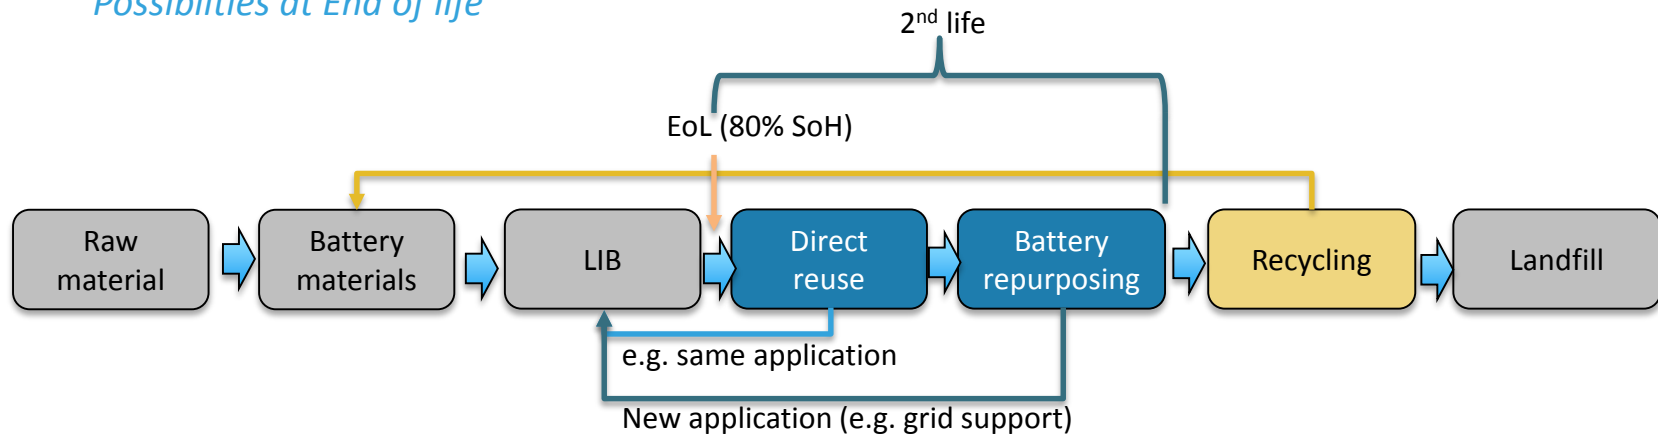 Possiblities at End of life
2nd life
EoL (80% SoH)
Raw
material
Battery
materials
LIB
Direct
reuse
Battery
repurposing
Recycling
Landfill
e.g. same application
New application (e.g. grid support)